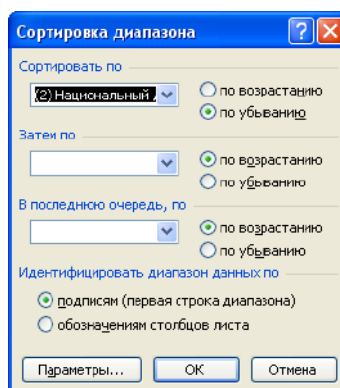 Сортировка диапазона
Сортировать по
(2) Национальный
по возрастанию
по убыванию
Затем по
по возрастанию
по убыванию
В последнюю очередь, по
по возрастанию
по убыванию
Идентифицировать диапазон данных по
подписям (первая строка диапазона)
обозначениям столбцов листа
Параметры...
ОК
Отмена